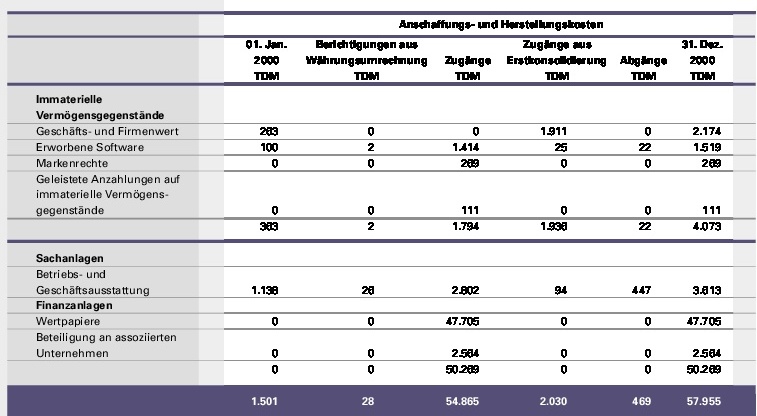 Anschaffungs- und Herstellungskosten
01. Jan. Berichtigungen aus Zugänge aus 31. Dez.
2000 Währungsumrechnung Zugänge Erstkonsolidierung Abgänge 2000
TDM TDM TDM TDM TDM TDM
Immaterielle
Vermögensgegenstände
Geschäfts- und Firmenwert 263 0 0 1.911 0 2.174
Erworbene Software 100 2 1.414 25 22 1.519
Markenrechte 0 0 269 0 0 269
Geleistete Anzahlungen auf
immaterielle Vermögens-
gegenstände 0 0 111 0 0 111
363 2 1.794 1.936 22 4.073
Sachanlagen
Betriebs- und
Geschäftsausstattung 1.138 26 2.802 94 447 3.613
Finanzanlagen
Wertpapiere 0 0 47.705 0 0 47.705
Beteiligung an assoziierten
Unternehmen 0 0 2.564 0 0 2.564
0 0 50.269 0 0 50.269
1.501 28 54.865 2.030 469 57.955